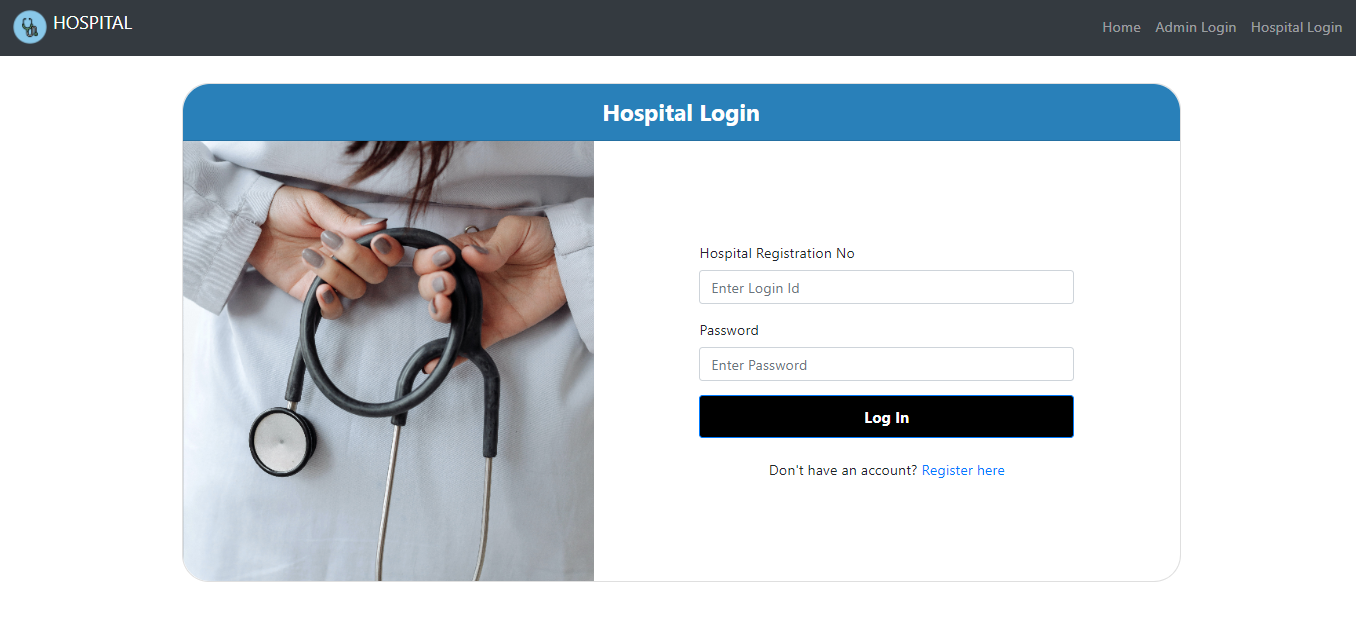 HOSPITAL
Home Admin Login Hospital Login
Hospital Login
Hospital Registration No
Enter Login Id
Password
Enter Password
Log In
Don't have an account? Register here